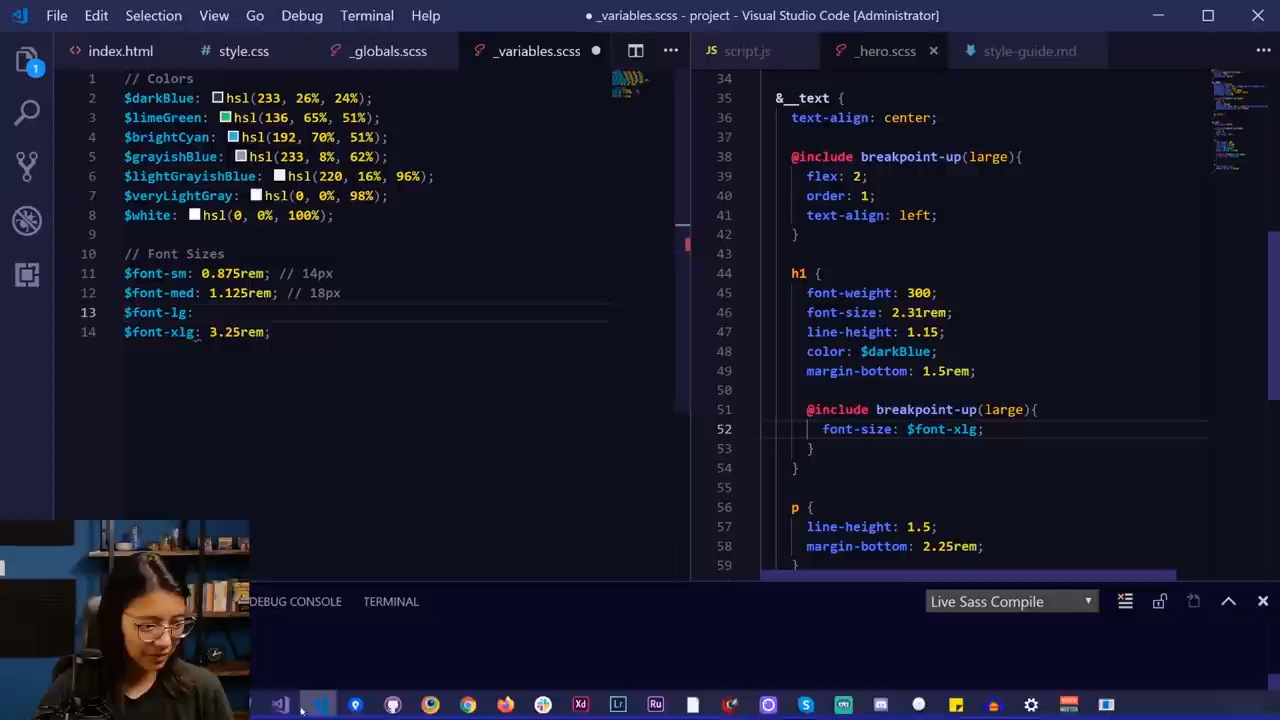 File Edit Selection View Go Debug Terminal Help
● _variables.scss - project - Visual Studio Code [Administrator]
index.html
style.css
_globals.scss
_variables.scss
script.js
_hero.scss
style-guide.md
1
1 // Colors
2 $darkBlue: hsl(233, 26%, 24%);
3 $limeGreen: hsl(136, 65%, 51%);
4 $brightCyan: hsl(192, 70%, 51%);
5 $grayishBlue: hsl(233, 8%, 62%);
6 $lightGrayishBlue: hsl(220, 16%, 96%);
7 $veryLightGray: hsl(0, 0%, 98%);
8 $white: hsl(0, 0%, 100%);
9
10 // Font Sizes
11 $font-sm: 0.875rem; // 14px
12 $font-med: 1.125rem; // 18px
13 $font-lg:
14 $font-xlg: 3.25rem;
34
35 &__text {
36 text-align: center;
37
38 @include breakpoint-up(large){
39 flex: 2;
40 order: 1;
41 text-align: left;
42 }
43
44 h1 {
45 font-weight: 300;
46 font-size: 2.31rem;
47 line-height: 1.15;
48 color: $darkBlue;
49 margin-bottom: 1.5rem;
50
51 @include breakpoint-up(large){
52 font-size: $font-xlg;
53 }
54 }
55
56 p {
57 line-height: 1.5;
58 margin-bottom: 2.25rem;
59 }
DEBUG CONSOLE TERMINAL
Live Sass Compile
Xd
Lr
Ru